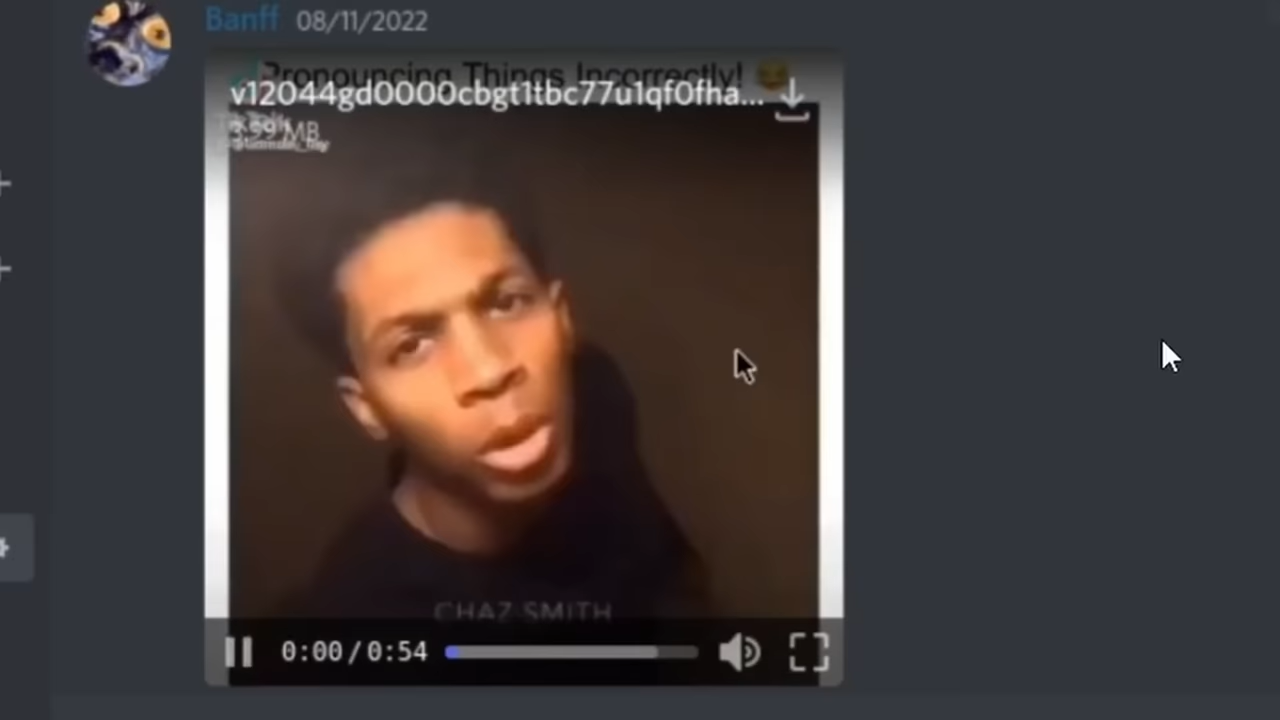 Banff 08/11/2022
Pronouncing Things Incorrectly! 😂
v12044gd0000cbgt1tbc77u1qf0fha...
3.99 MB
CHAZ SMITH
0:00/0:54